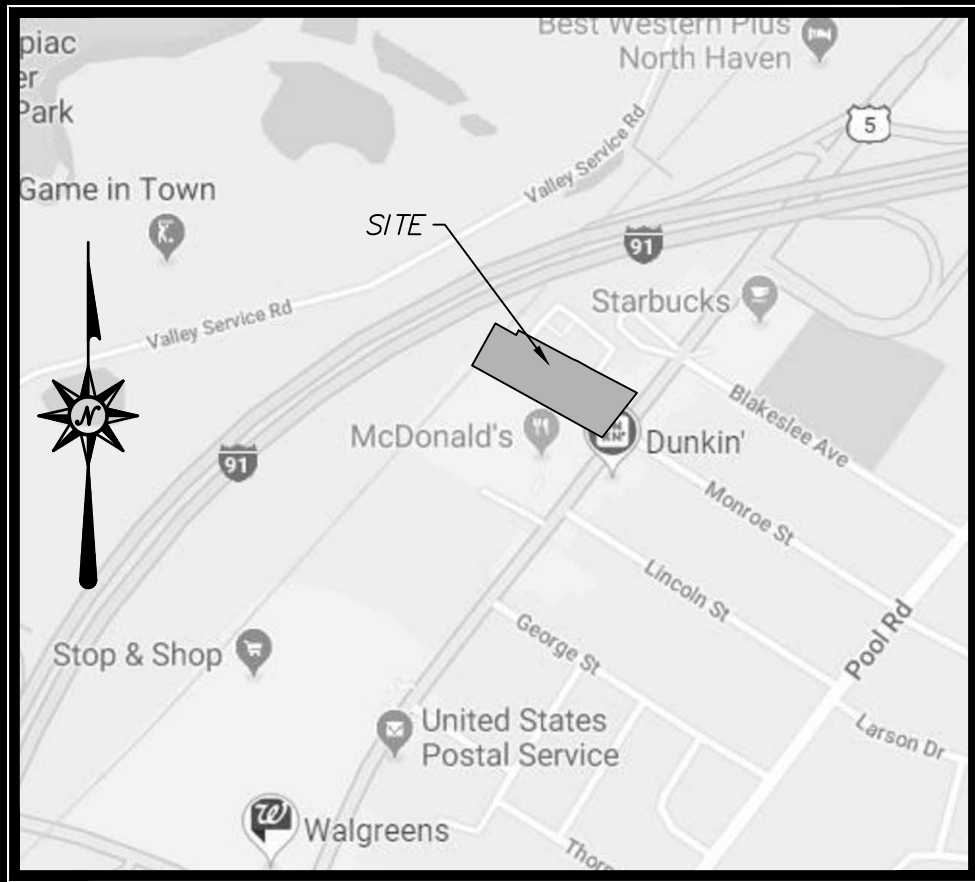 piac
er
Park
Best Western Plus
North Haven
5
Valley Service Rd
Game in Town
SITE
91
Starbucks
Valley Service Rd
N
McDonald's
Dunkin'
Blakeslee Ave
91
Monroe St
Lincoln St
Pool Rd
George St
Stop & Shop
United States
Postal Service
Larson Dr
W
Walgreens
Thorn